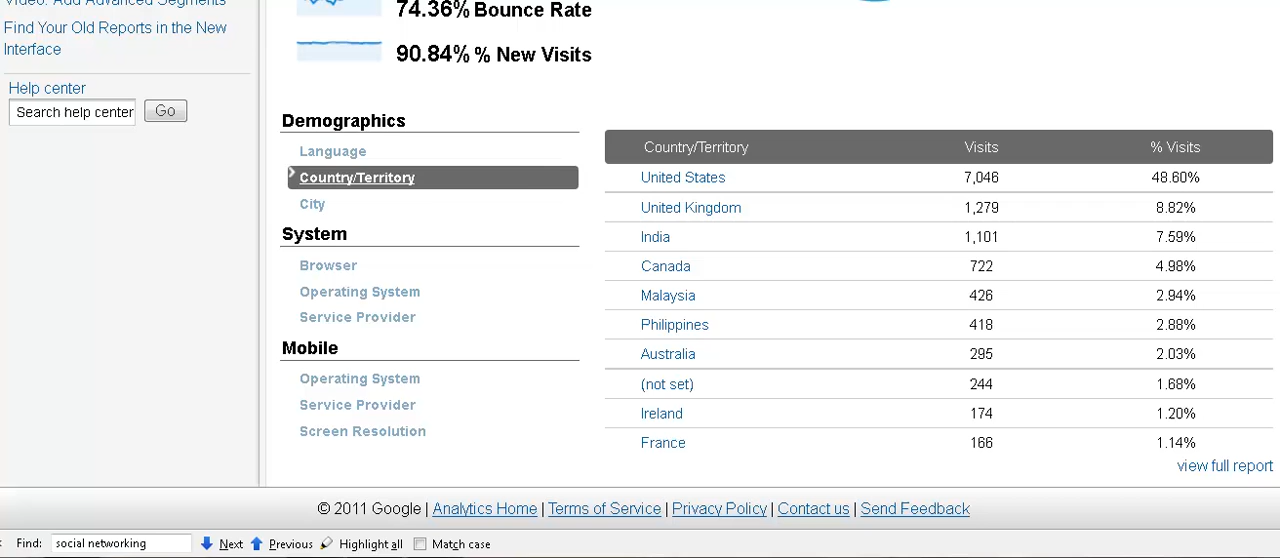 Video: Add Advanced Segments
Find Your Old Reports in the New
Interface
Help center
Search help center Go
74.36% Bounce Rate
90.84% % New Visits
Demographics
Language
Country/Territory
City
System
Browser
Operating System
Service Provider
Mobile
Operating System
Service Provider
Screen Resolution
Country/Territory Visits % Visits
United States 7,046 48.60%
United Kingdom 1,279 8.82%
India 1,101 7.59%
Canada 722 4.98%
Malaysia 426 2.94%
Philippines 418 2.88%
Australia 295 2.03%
(not set) 244 1.68%
Ireland 174 1.20%
France 166 1.14%
view full report
© 2011 Google | Analytics Home | Terms of Service | Privacy Policy | Contact us | Send Feedback
Find: social networking Next Previous Highlight all Match case